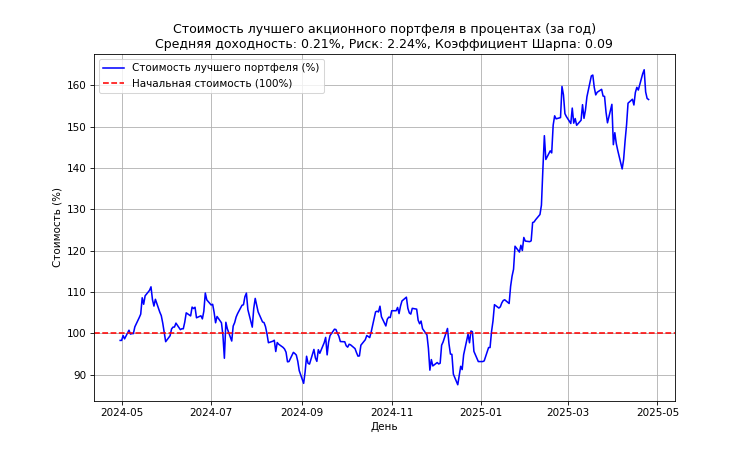 Стоимость лучшего акционного портфеля в процентах (за год)
Средняя доходность: 0.21%, Риск: 2.24%, Коэффициент Шарпа: 0.09
Стоимость лучшего портфеля (%)
Начальная стоимость (100%)
Стоимость (%)
160
150
140
130
120
110
100
90
2024-05 2024-07 2024-09 2024-11 2025-01 2025-03 2025-05
День